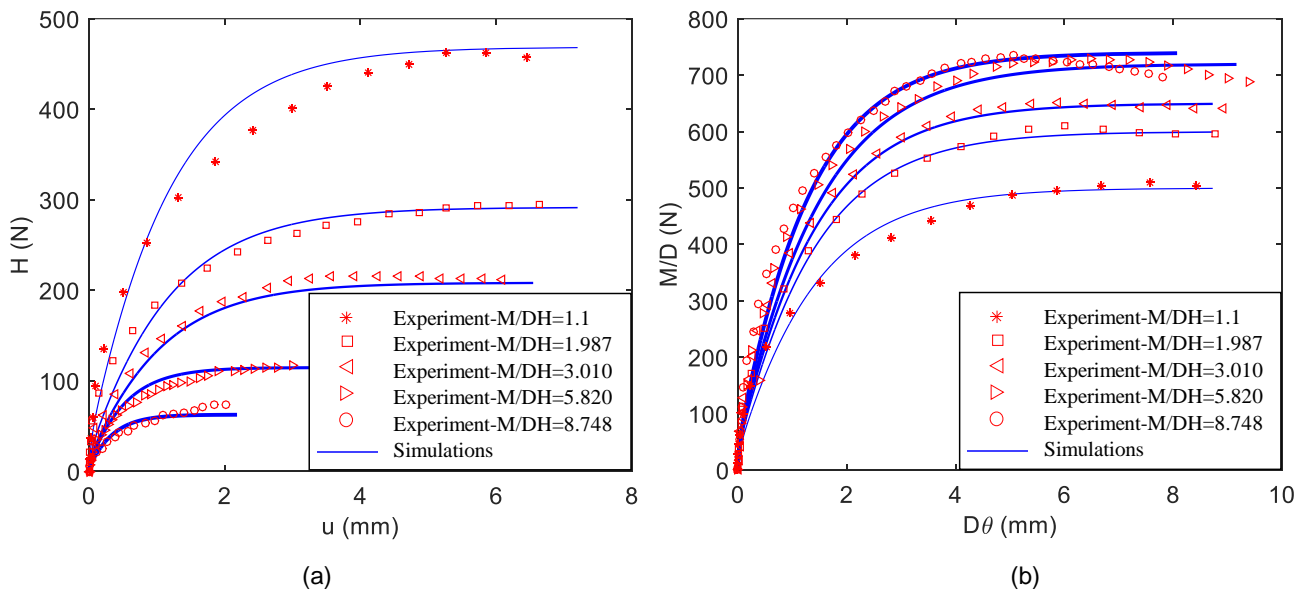 500
400
300
200
100
0
H (N)
0 2 4 6 8
u (mm)
Experiment-M/DH=1.1
Experiment-M/DH=1.987
Experiment-M/DH=3.010
Experiment-M/DH=5.820
Experiment-M/DH=8.748
Simulations
(a)
800
700
600
500
400
300
200
100
0
M/D (N)
0 2 4 6 8 10
Dθ (mm)
Experiment-M/DH=1.1
Experiment-M/DH=1.987
Experiment-M/DH=3.010
Experiment-M/DH=5.820
Experiment-M/DH=8.748
Simulations
(b)